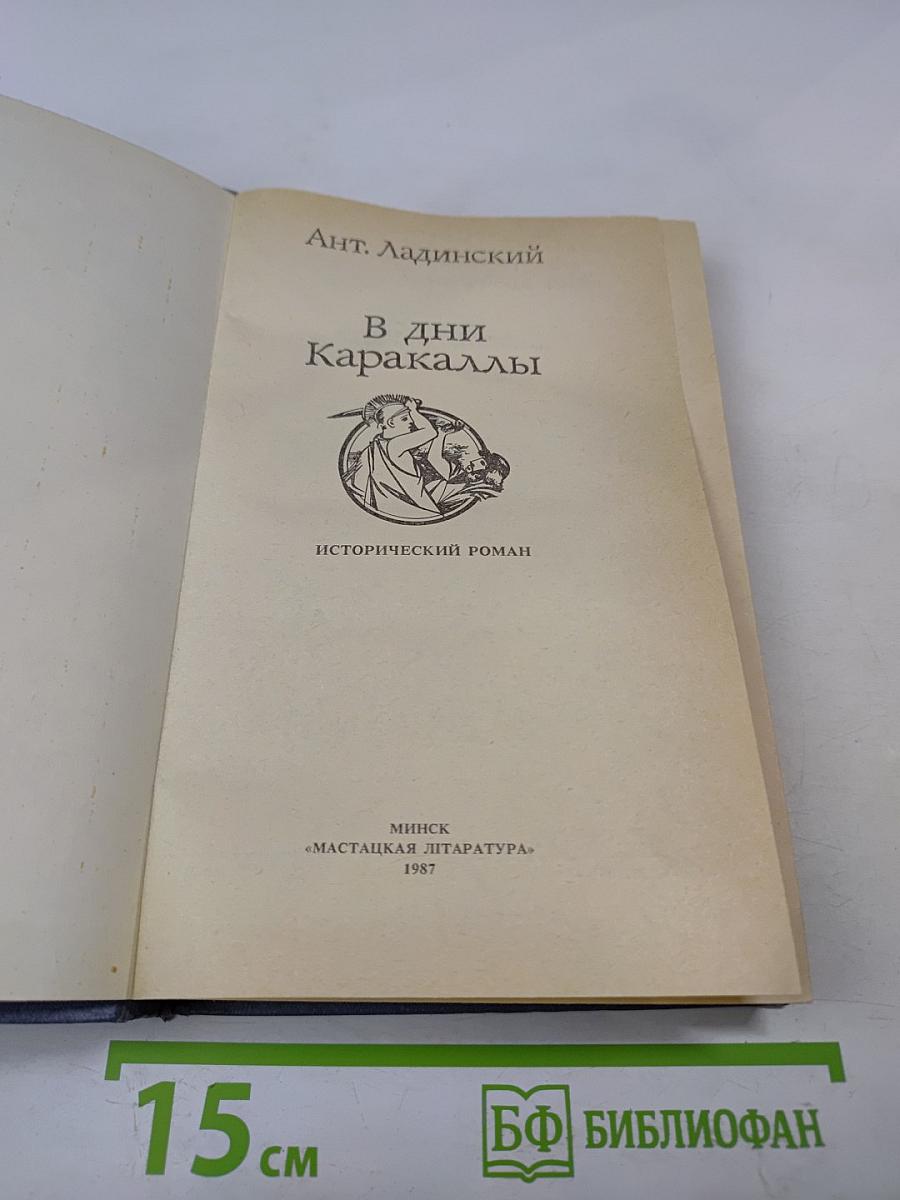 Ант. Ладинский
В дни
Каракаллы
ИСТОРИЧЕСКИЙ РОМАН
МИНСК
«МАСТАЦКАЯ ЛІТАРАТУРА»
1987
15 см
БФ БИБЛИОФАН